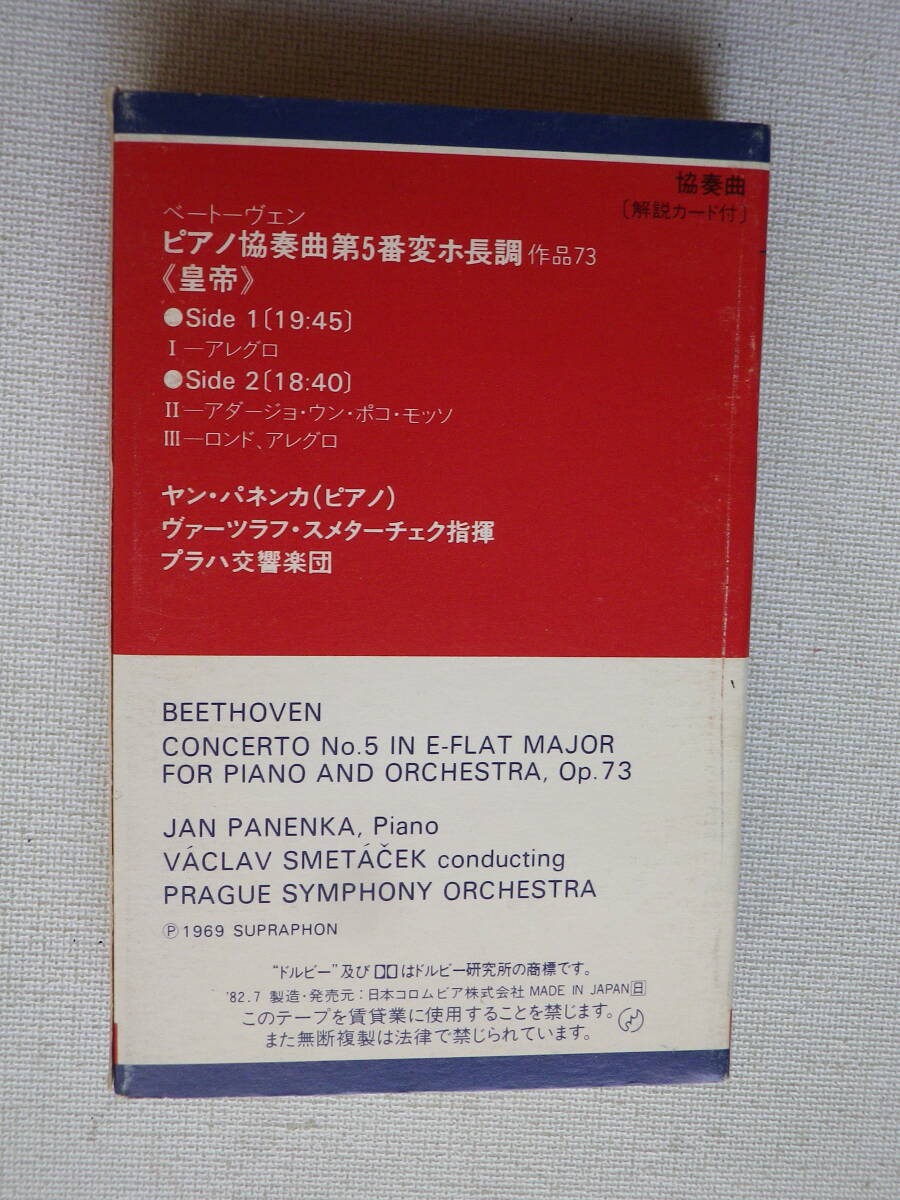 協奏曲
〔解説カード付〕
ベートーヴェン
ピアノ協奏曲第5番変ホ長調 作品73
《皇帝》
●Side 1〔19:45〕
I―アレグロ
●Side 2〔18:40〕
II―アダージョ・ウン・ポコ・モッソ
III―ロンド、アレグロ
ヤン・パネンカ(ピアノ)
ヴァーツラフ・スメターチェク指揮
プラハ交響楽団
BEETHOVEN
CONCERTO No.5 IN E-FLAT MAJOR
FOR PIANO AND ORCHESTRA, Op.73
JAN PANENKA, Piano
VÁCLAV SMETÁČEK conducting
PRAGUE SYMPHONY ORCHESTRA
Ⓟ1969 SUPRAPHON
“ドルビー”及びはドルビー研究所の商標です。
'82.7 製造・発売元:日本コロムビア株式会社 MADE IN JAPAN 日
このテープを賃貸業に使用することを禁じます。
また無断複製は法律で禁じられています。